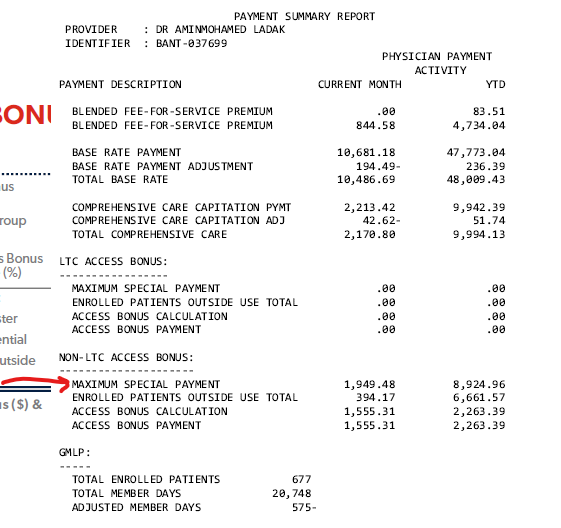 PAYMENT SUMMARY REPORT
PROVIDER : DR AMINMOHAMED LADAK
IDENTIFIER : BANT-037699
PHYSICIAN PAYMENT
ACTIVITY
PAYMENT DESCRIPTION CURRENT MONTH YTD
BLENDED FEE-FOR-SERVICE PREMIUM .00 83.51
BLENDED FEE-FOR-SERVICE PREMIUM 844.58 4,734.04
BASE RATE PAYMENT 10,681.18 47,773.04
BASE RATE PAYMENT ADJUSTMENT 194.49- 236.39
TOTAL BASE RATE 10,486.69 48,009.43
COMPREHENSIVE CARE CAPITATION PYMT 2,213.42 9,942.39
COMPREHENSIVE CARE CAPITATION ADJ 42.62- 51.74
TOTAL COMPREHENSIVE CARE 2,170.80 9,994.13
LTC ACCESS BONUS:
-----------------
MAXIMUM SPECIAL PAYMENT .00 .00
ENROLLED PATIENTS OUTSIDE USE TOTAL .00 .00
ACCESS BONUS CALCULATION .00 .00
ACCESS BONUS PAYMENT .00 .00
NON-LTC ACCESS BONUS:
---------------------
MAXIMUM SPECIAL PAYMENT 1,949.48 8,924.96
ENROLLED PATIENTS OUTSIDE USE TOTAL 394.17 6,661.57
ACCESS BONUS CALCULATION 1,555.31 2,263.39
ACCESS BONUS PAYMENT 1,555.31 2,263.39
GMLP:
-----
TOTAL ENROLLED PATIENTS 677
TOTAL MEMBER DAYS 20,748
ADJUSTED MEMBER DAYS 575-
BONU
nus
roup
s Bonus
(%)
ster
ential
utside
ns ($) &